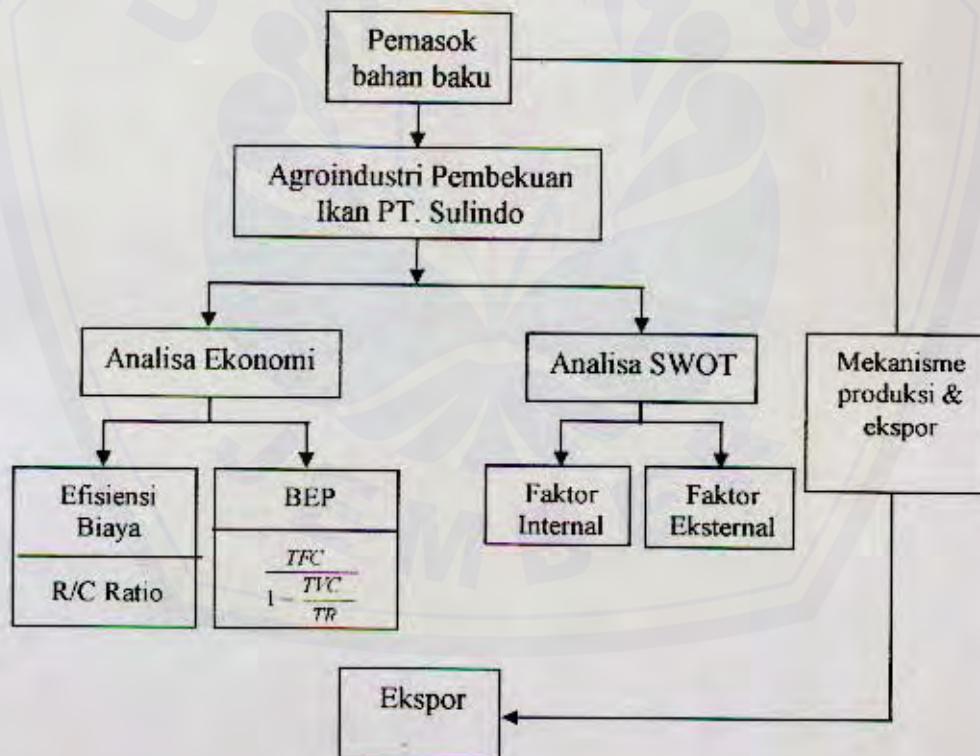 Pemasok
bahan baku
Agroindustri Pembekuan
Ikan PT. Sulindo
Analisa Ekonomi
Analisa SWOT
Mekanisme
produksi &
ekspor
Efisiensi
Biaya
R/C Ratio
BEP
TFC
1 - TVC
TR
Faktor
Internal
Faktor
Eksternal
Ekspor